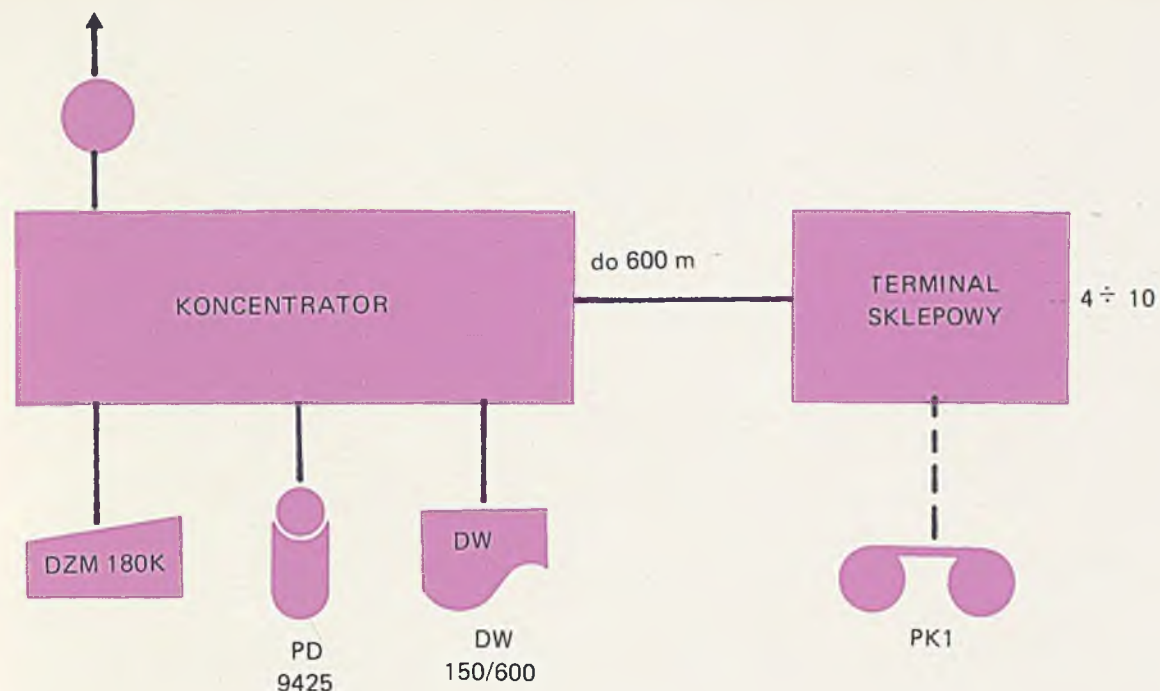 do 600 m
KONCENTRATOR
TERMINAL
SKLEPOWY
4 ÷ 10
DZM 180K
DW
PD
9425
DW
150/600
PK1